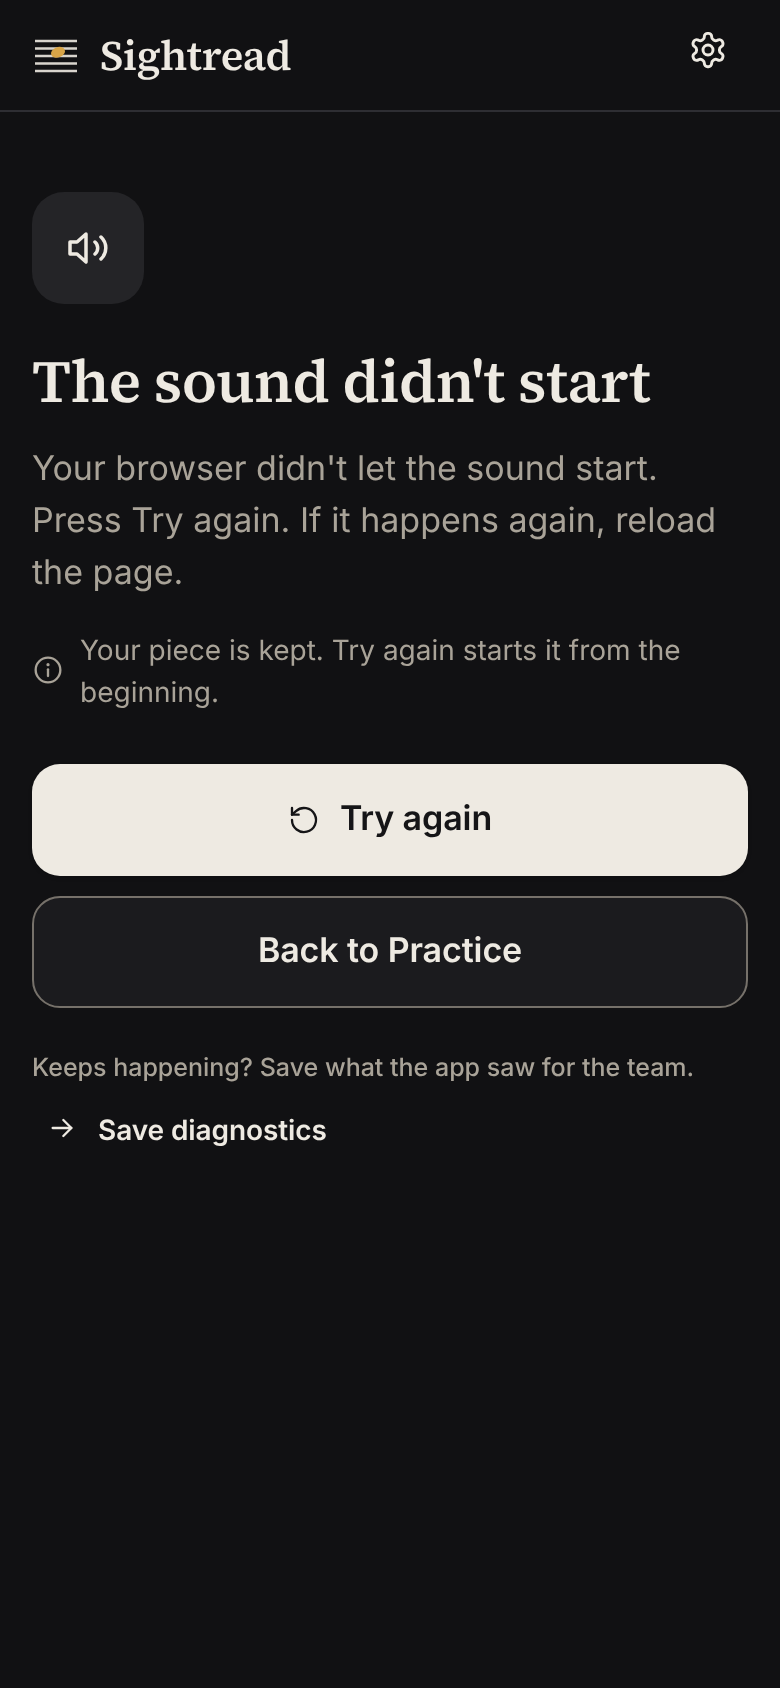 Sightread
The sound didn't start
Your browser didn't let the sound start.
Press Try again. If it happens again, reload
the page.
Your piece is kept. Try again starts it from the
beginning.
Try again
Back to Practice
Keeps happening? Save what the app saw for the team.
Save diagnostics